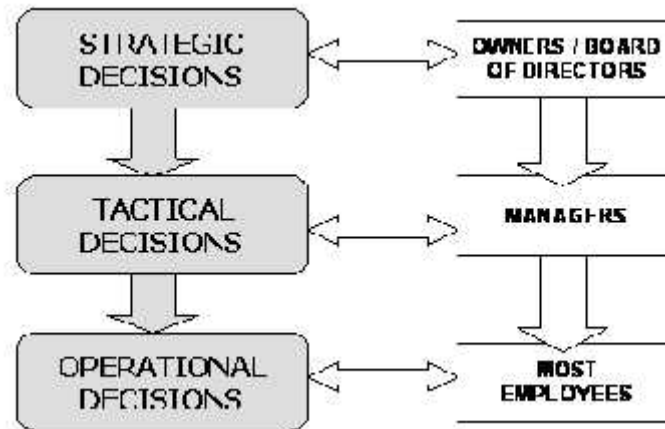 STRATEGIC
DECISIONS
OWNERS / BOARD
OF DIRECTORS
TACTICAL
DECISIONS
MANAGERS
OPERATIONAL
DECISIONS
MOST
EMPLOYEES